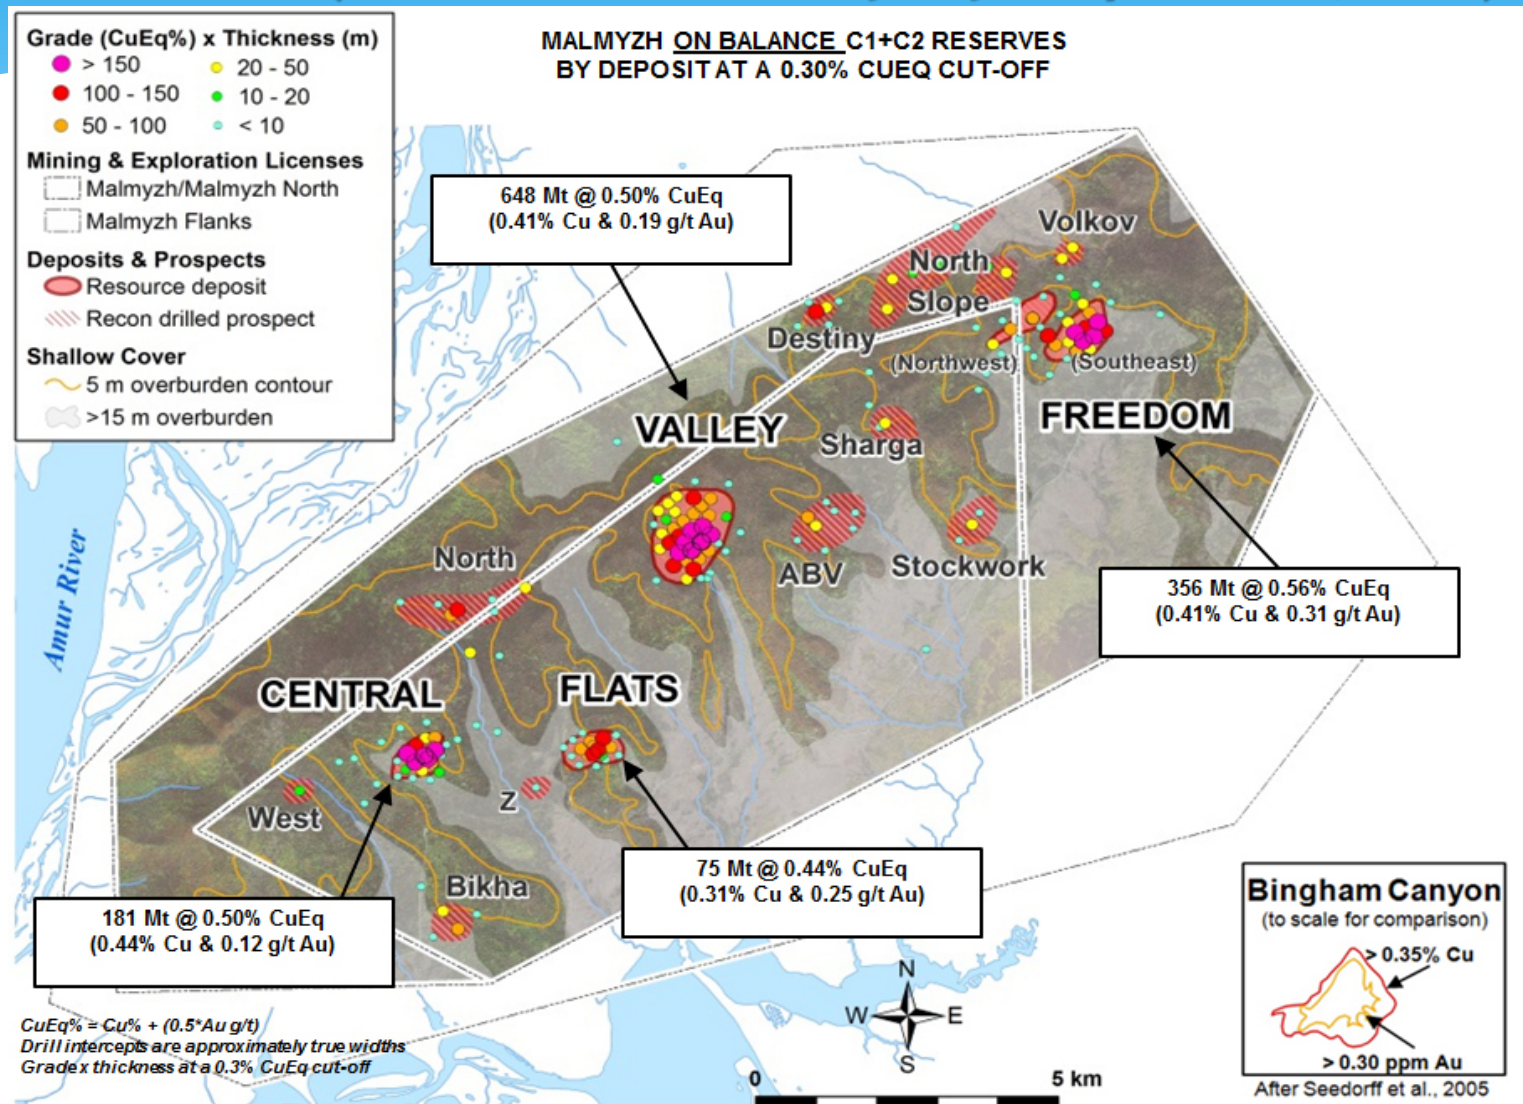 MALMYZH ON BALANCE C1+C2 RESERVES
BY DEPOSIT AT A 0.30% CUEQ CUT-OFF
Grade (CuEq%) x Thickness (m)
> 150
20 - 50
100 - 150
10 - 20
50 - 100
< 10
Mining & Exploration Licenses
Malmyzh/Malmyzh North
Malmyzh Flanks
Deposits & Prospects
Resource deposit
Recon drilled prospect
Shallow Cover
5 m overburden contour
>15 m overburden
648 Mt @ 0.50% CuEq
(0.41% Cu & 0.19 g/t Au)
Volkov
North
Slope
Destiny
(Northwest)
(Southeast)
VALLEY
Sharga
FREEDOM
North
ABV
Stockwork
Amur River
356 Mt @ 0.56% CuEq
(0.41% Cu & 0.31 g/t Au)
CENTRAL
FLATS
West
Z
Bikha
75 Mt @ 0.44% CuEq
(0.31% Cu & 0.25 g/t Au)
181 Mt @ 0.50% CuEq
(0.44% Cu & 0.12 g/t Au)
Bingham Canyon
(to scale for comparison)
> 0.35% Cu
> 0.30 ppm Au
After Seedorff et al., 2005
N
W
E
S
CuEq% = Cu% + (0.5*Au g/t)
Drill intercepts are approximately true widths
Grade x thickness at a 0.3% CuEq cut-off
0
5 km